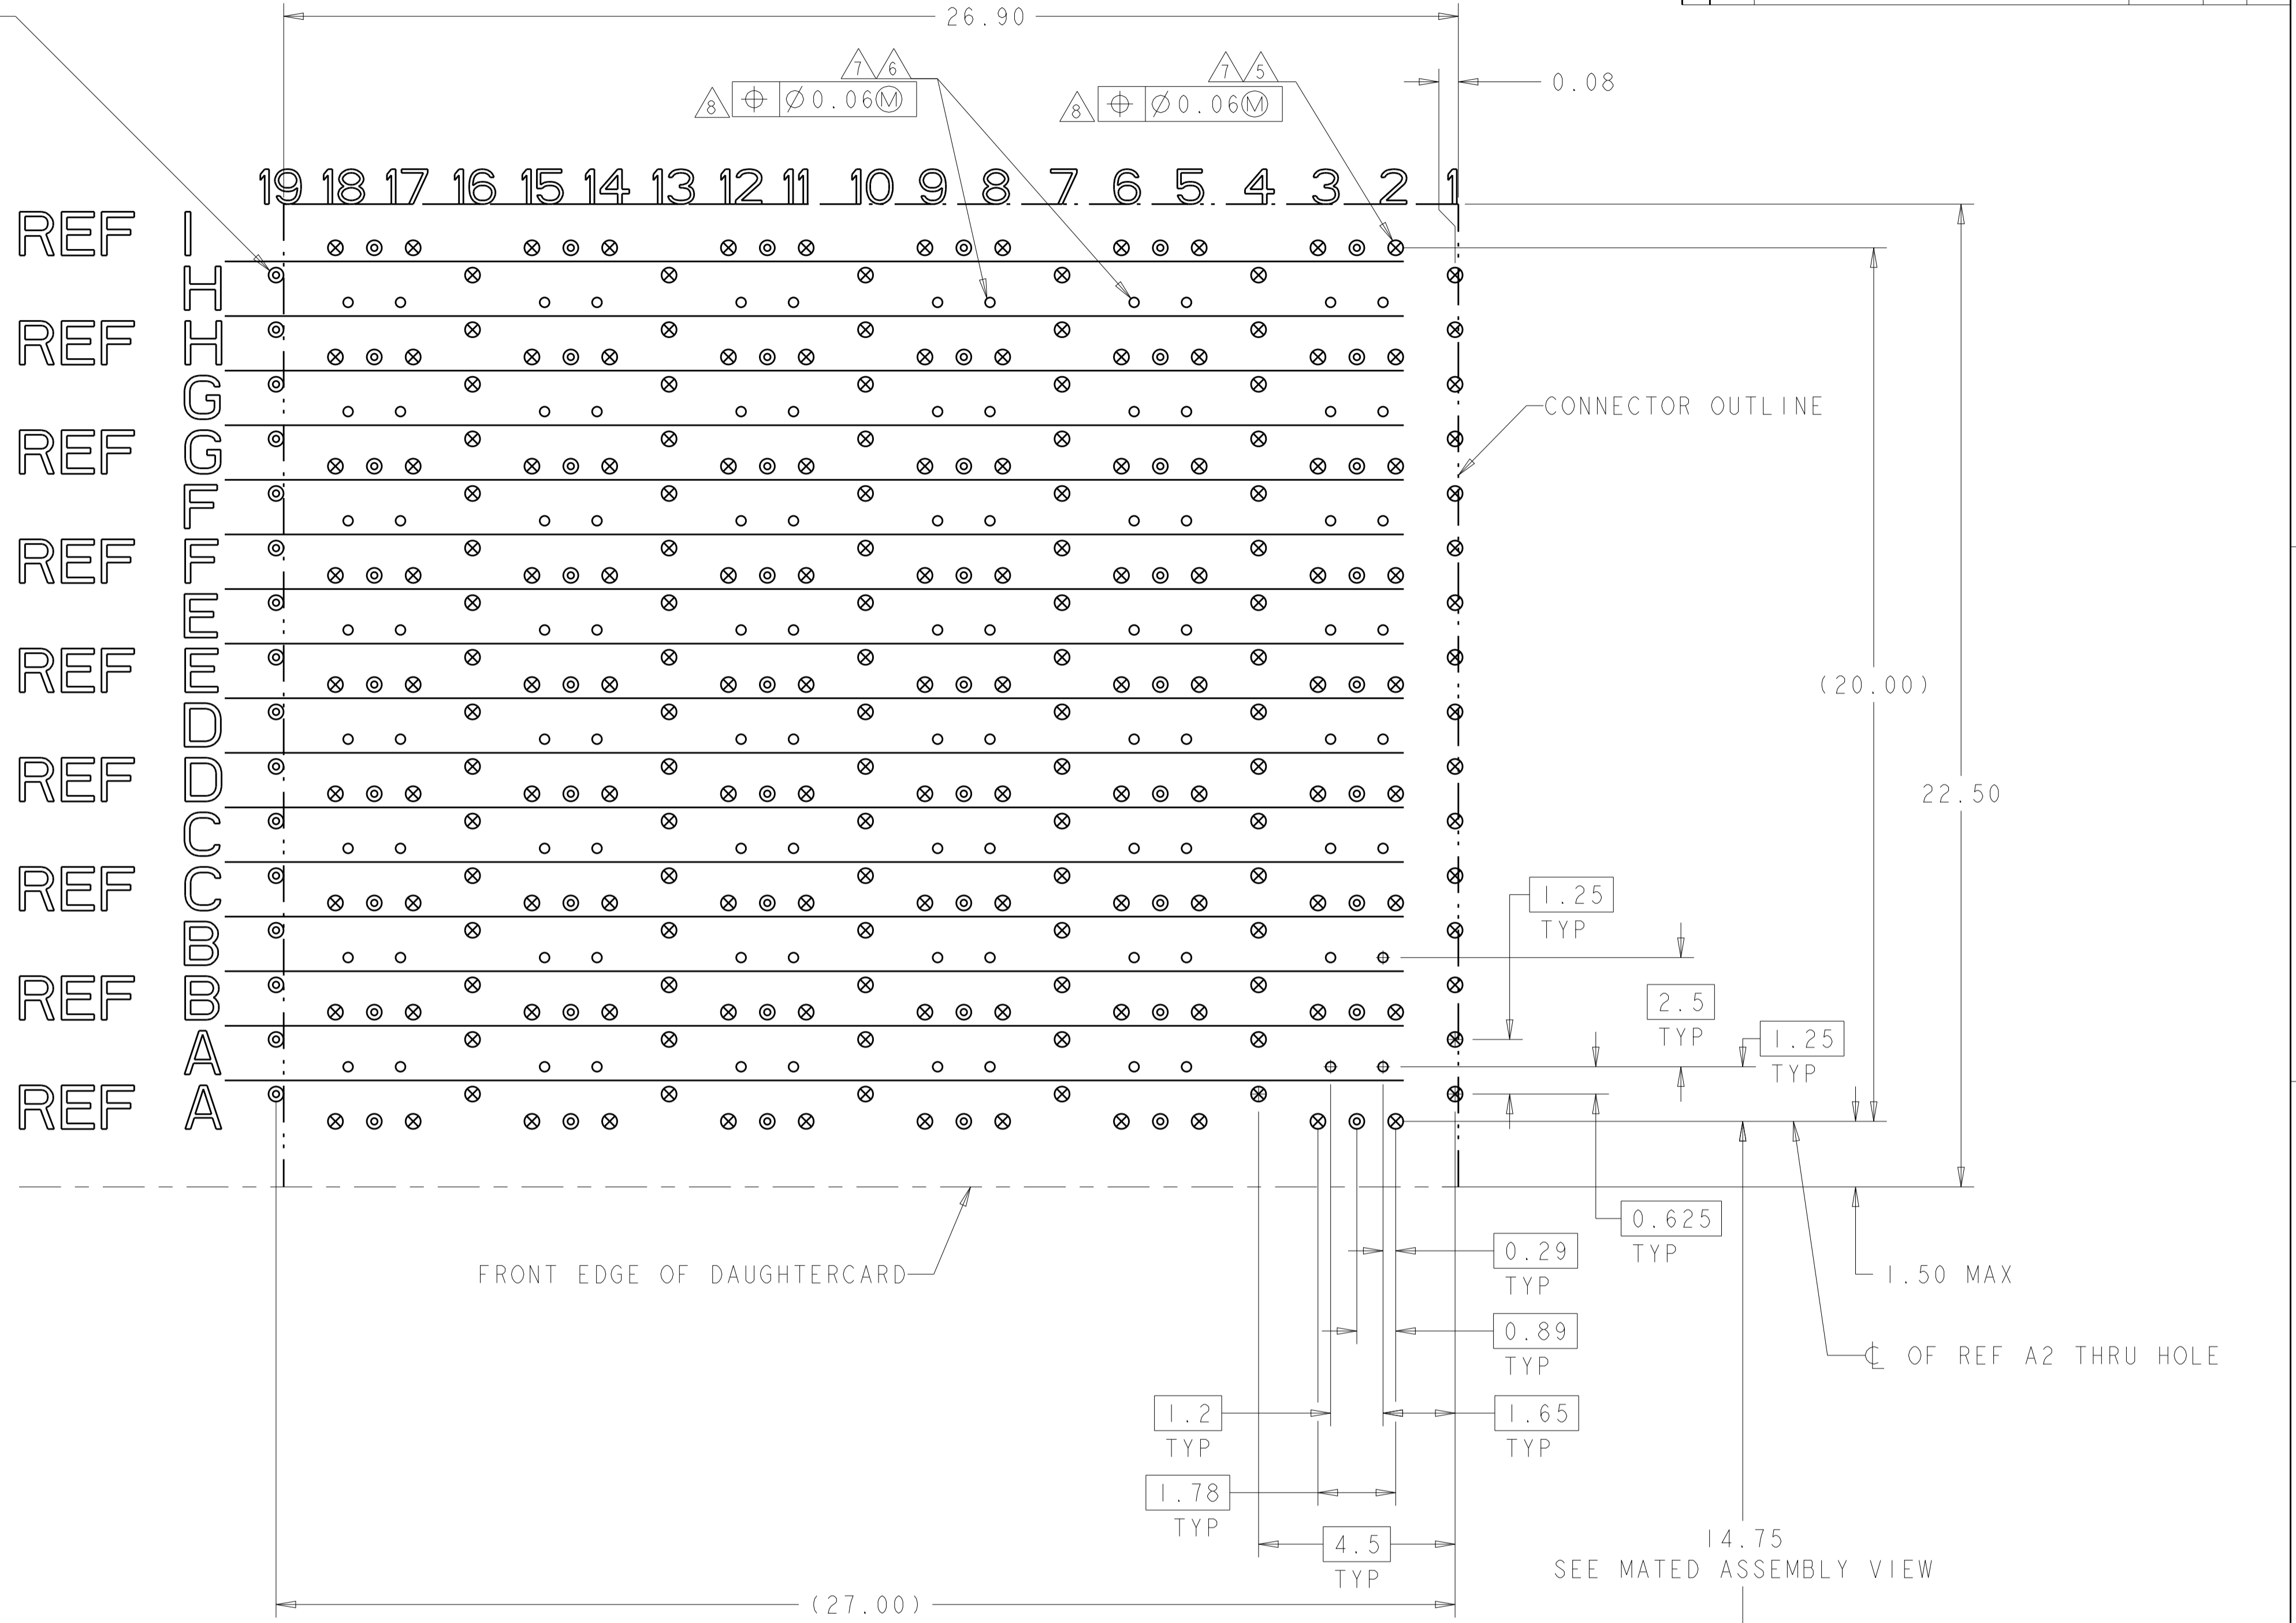 26.90
7 6
8 ⌖ ∅0.06Ⓜ
7 5
8 ⌖ ∅0.06Ⓜ
0.08
19 18 17 16 15 14 13 12 11 10 9 8 7 6 5 4 3 2 1
REF I
H
REF H
G
REF G
F
REF F
E
REF E
D
REF D
C
REF C
B
REF B
A
REF A
CONNECTOR OUTLINE
(20.00)
22.50
1.25
TYP
2.5
TYP
1.25
TYP
0.625
TYP
0.29
TYP
1.50 MAX
FRONT EDGE OF DAUGHTERCARD
0.89
TYP
℄ OF REF A2 THRU HOLE
1.2
TYP
1.65
TYP
1.78
TYP
4.5
TYP
14.75
SEE MATED ASSEMBLY VIEW
(27.00)